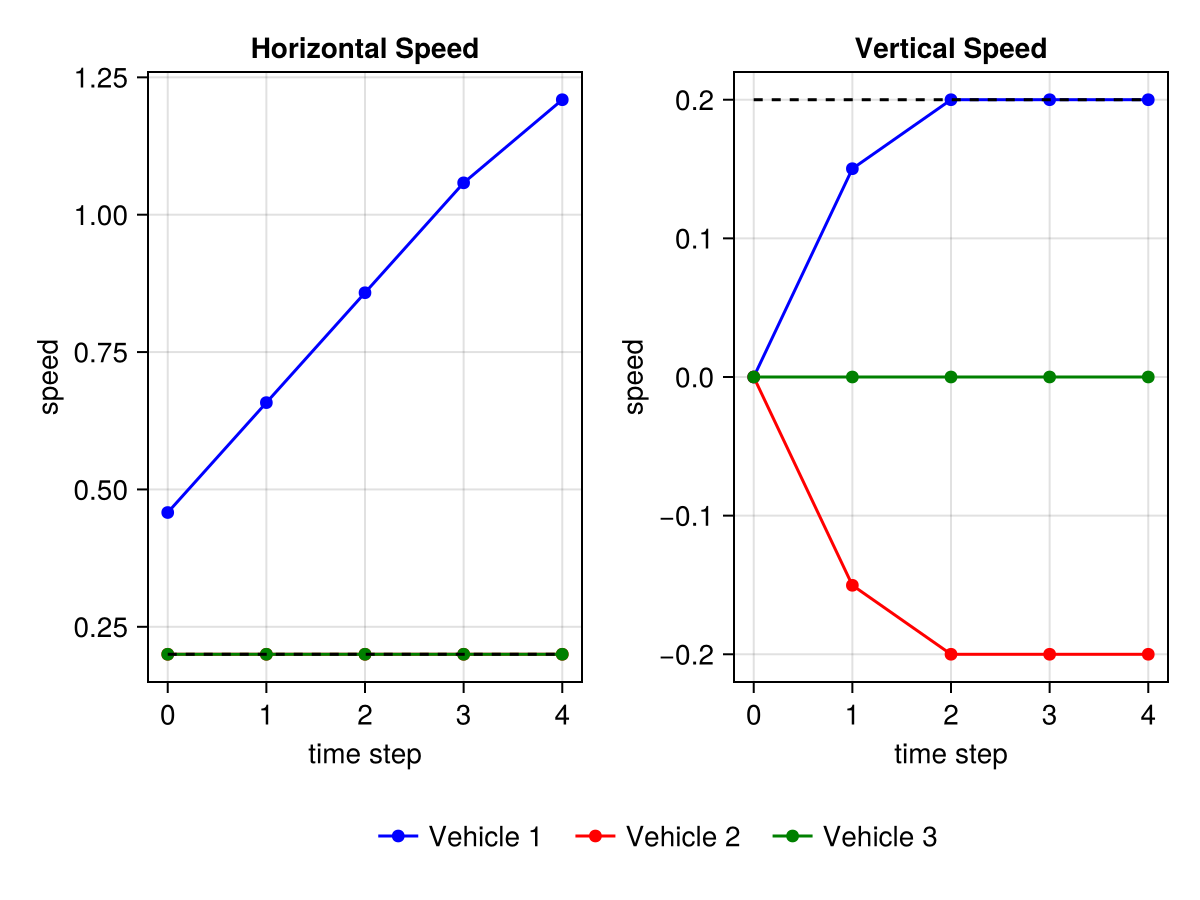 Horizontal Speed
1.25
1.00
0.75
0.50
0.25
speed
0 1 2 3 4
time step
Vertical Speed
0.2
0.1
0.0
−0.1
−0.2
speed
0 1 2 3 4
time step
Vehicle 1 Vehicle 2 Vehicle 3